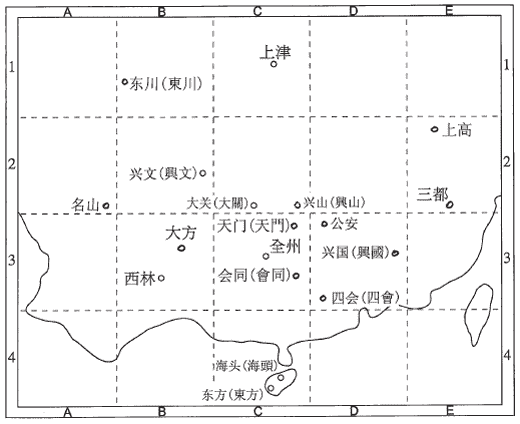 A B C D E
1 上津 1
东川(東川)
上高
2 兴文(興文) 2
名山 大关(大關) 兴山(興山) 三都
天门(天門) 公安
大方 全州 兴国(興國)
3 西林 会同(會同) 3
四会(四會)
4 海头(海頭) 4
东方(東方)
A B C D E